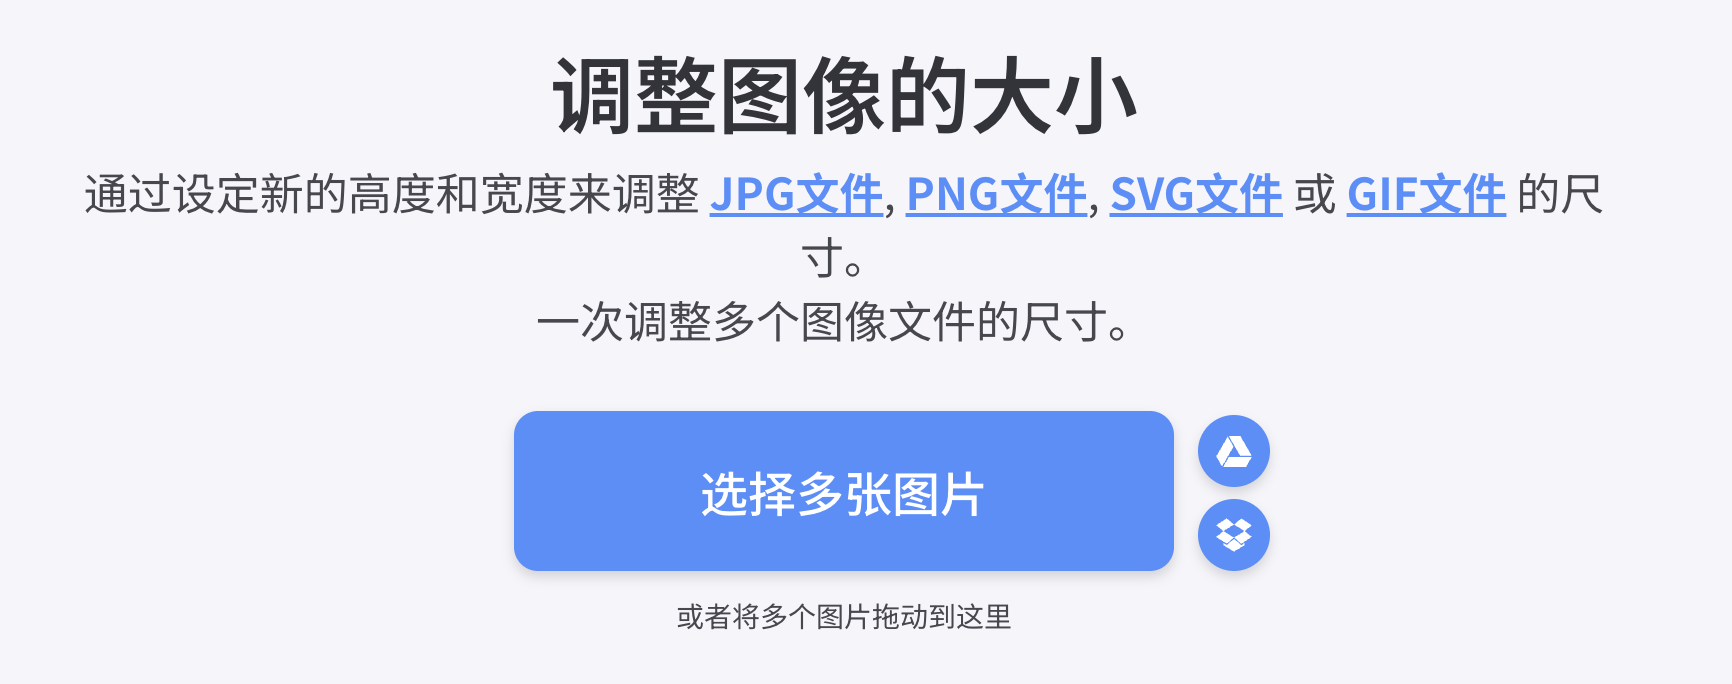 调整图像的大小
通过设定新的高度和宽度来调整 JPG文件, PNG文件, SVG文件 或 GIF文件 的尺
寸。
一次调整多个图像文件的尺寸。
选择多张图片
或者将多个图片拖动到这里